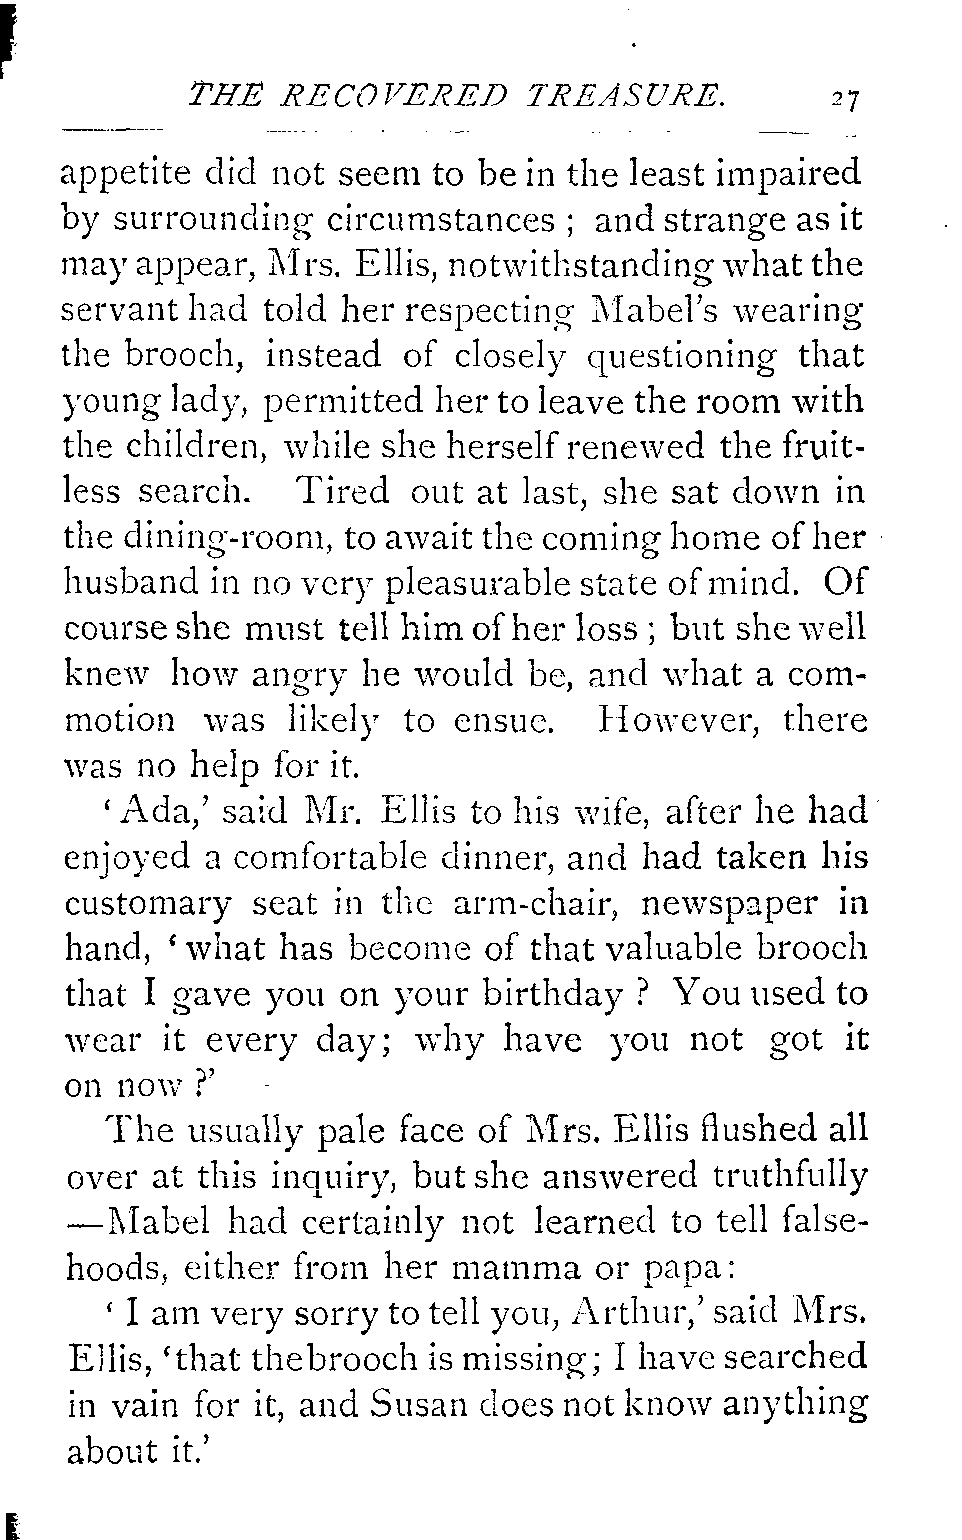 THE RECOVERED TREASURE. 27
appetite did not seem to be in the least impaired
by surrounding circumstances ; and strange as it
may appear, Mrs. Ellis, notwithstanding what the
servant had told her respecting Mabel's wearing
the brooch, instead of closely questioning that
young lady, permitted her to leave the room with
the children, while she herself renewed the fruit-
less search. Tired out at last, she sat down in
the dining-room, to await the coming home of her
husband in no very pleasurable state of mind. Of
course she must tell him of her loss ; but she well
knew how angry he would be, and what a com-
motion was likely to ensue. However, there
was no help for it.
‘ Ada,’ said Mr. Ellis to his wife, after he had
enjoyed a comfortable dinner, and had taken his
customary seat in the arm-chair, newspaper in
hand, ‘ what has become of that valuable brooch
that I gave you on your birthday ? You used to
wear it every day; why have you not got it
on now ?’
The usually pale face of Mrs. Ellis flushed all
over at this inquiry, but she answered truthfully
—Mabel had certainly not learned to tell false-
hoods, either from her mamma or papa:
‘ I am very sorry to tell you, Arthur,’ said Mrs.
Ellis, ‘that thebrooch is missing; I have searched
in vain for it, and Susan does not know anything
about it.’